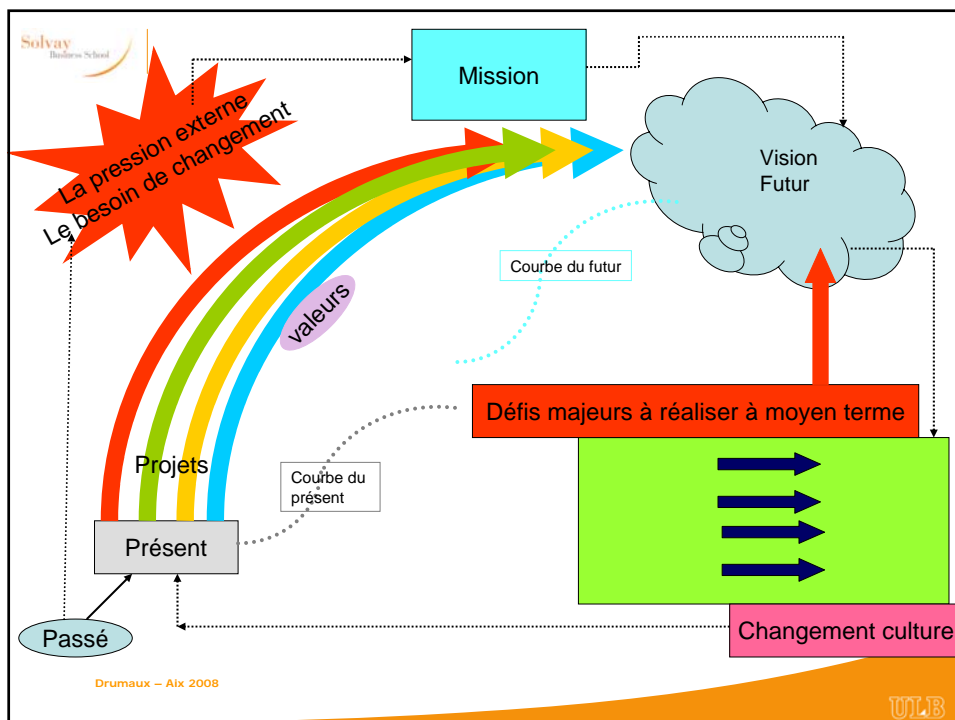 Solvay
Business School
Mission
La pression externe
Le besoin de changement
Vision
Futur
Courbe du futur
valeurs
Défis majeurs à réaliser à moyen terme
Projets
Courbe du
présent
Présent
Passé
Changement culture
Drumaux – Aix 2008
ULB